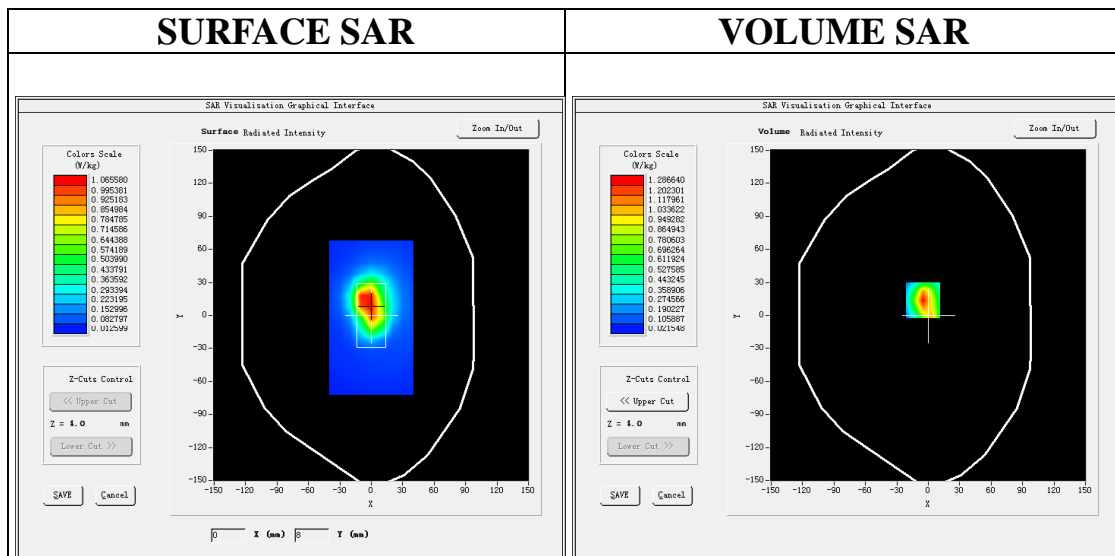 SURFACE SAR
VOLUME SAR
SAR Visualisation Graphical Interface
Surface Radiated Intensity
Zoom In/Out
Colors Scale
(W/kg)
1.065580
0.995381
0.925183
0.854984
0.784785
0.714586
0.644388
0.574189
0.503990
0.433791
0.363592
0.293394
0.223195
0.152996
0.082797
0.012599
150
120
90
60
30
0
-30
-60
-90
-120
-150
Y
-150 -120 -90 -60 -30 0 30 60 90 120 150
X
Z-Cuts Control
<< Upper Cut
Z = 4.0 mm
Lower Cut >>
SAVE Cancel
0 X (mm) 8 Y (mm)
SAR Visualisation Graphical Interface
Volume Radiated Intensity
Zoom In/Out
Colors Scale
(W/kg)
1.286640
1.202301
1.117961
1.033622
0.949282
0.864943
0.780603
0.696264
0.611924
0.527585
0.443245
0.358906
0.274566
0.190227
0.105887
0.021548
150
120
90
60
30
0
-30
-60
-90
-120
-150
Y
-150 -120 -90 -60 -30 0 30 60 90 120 150
X
Z-Cuts Control
<< Upper Cut
Z = 4.0 mm
Lower Cut >>
SAVE Cancel